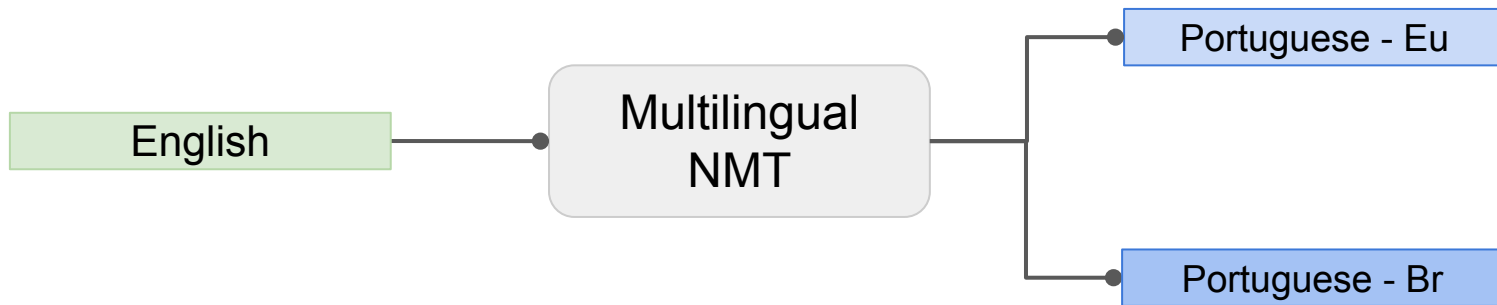 English
Multilingual
NMT
Portuguese - Eu
Portuguese - Br